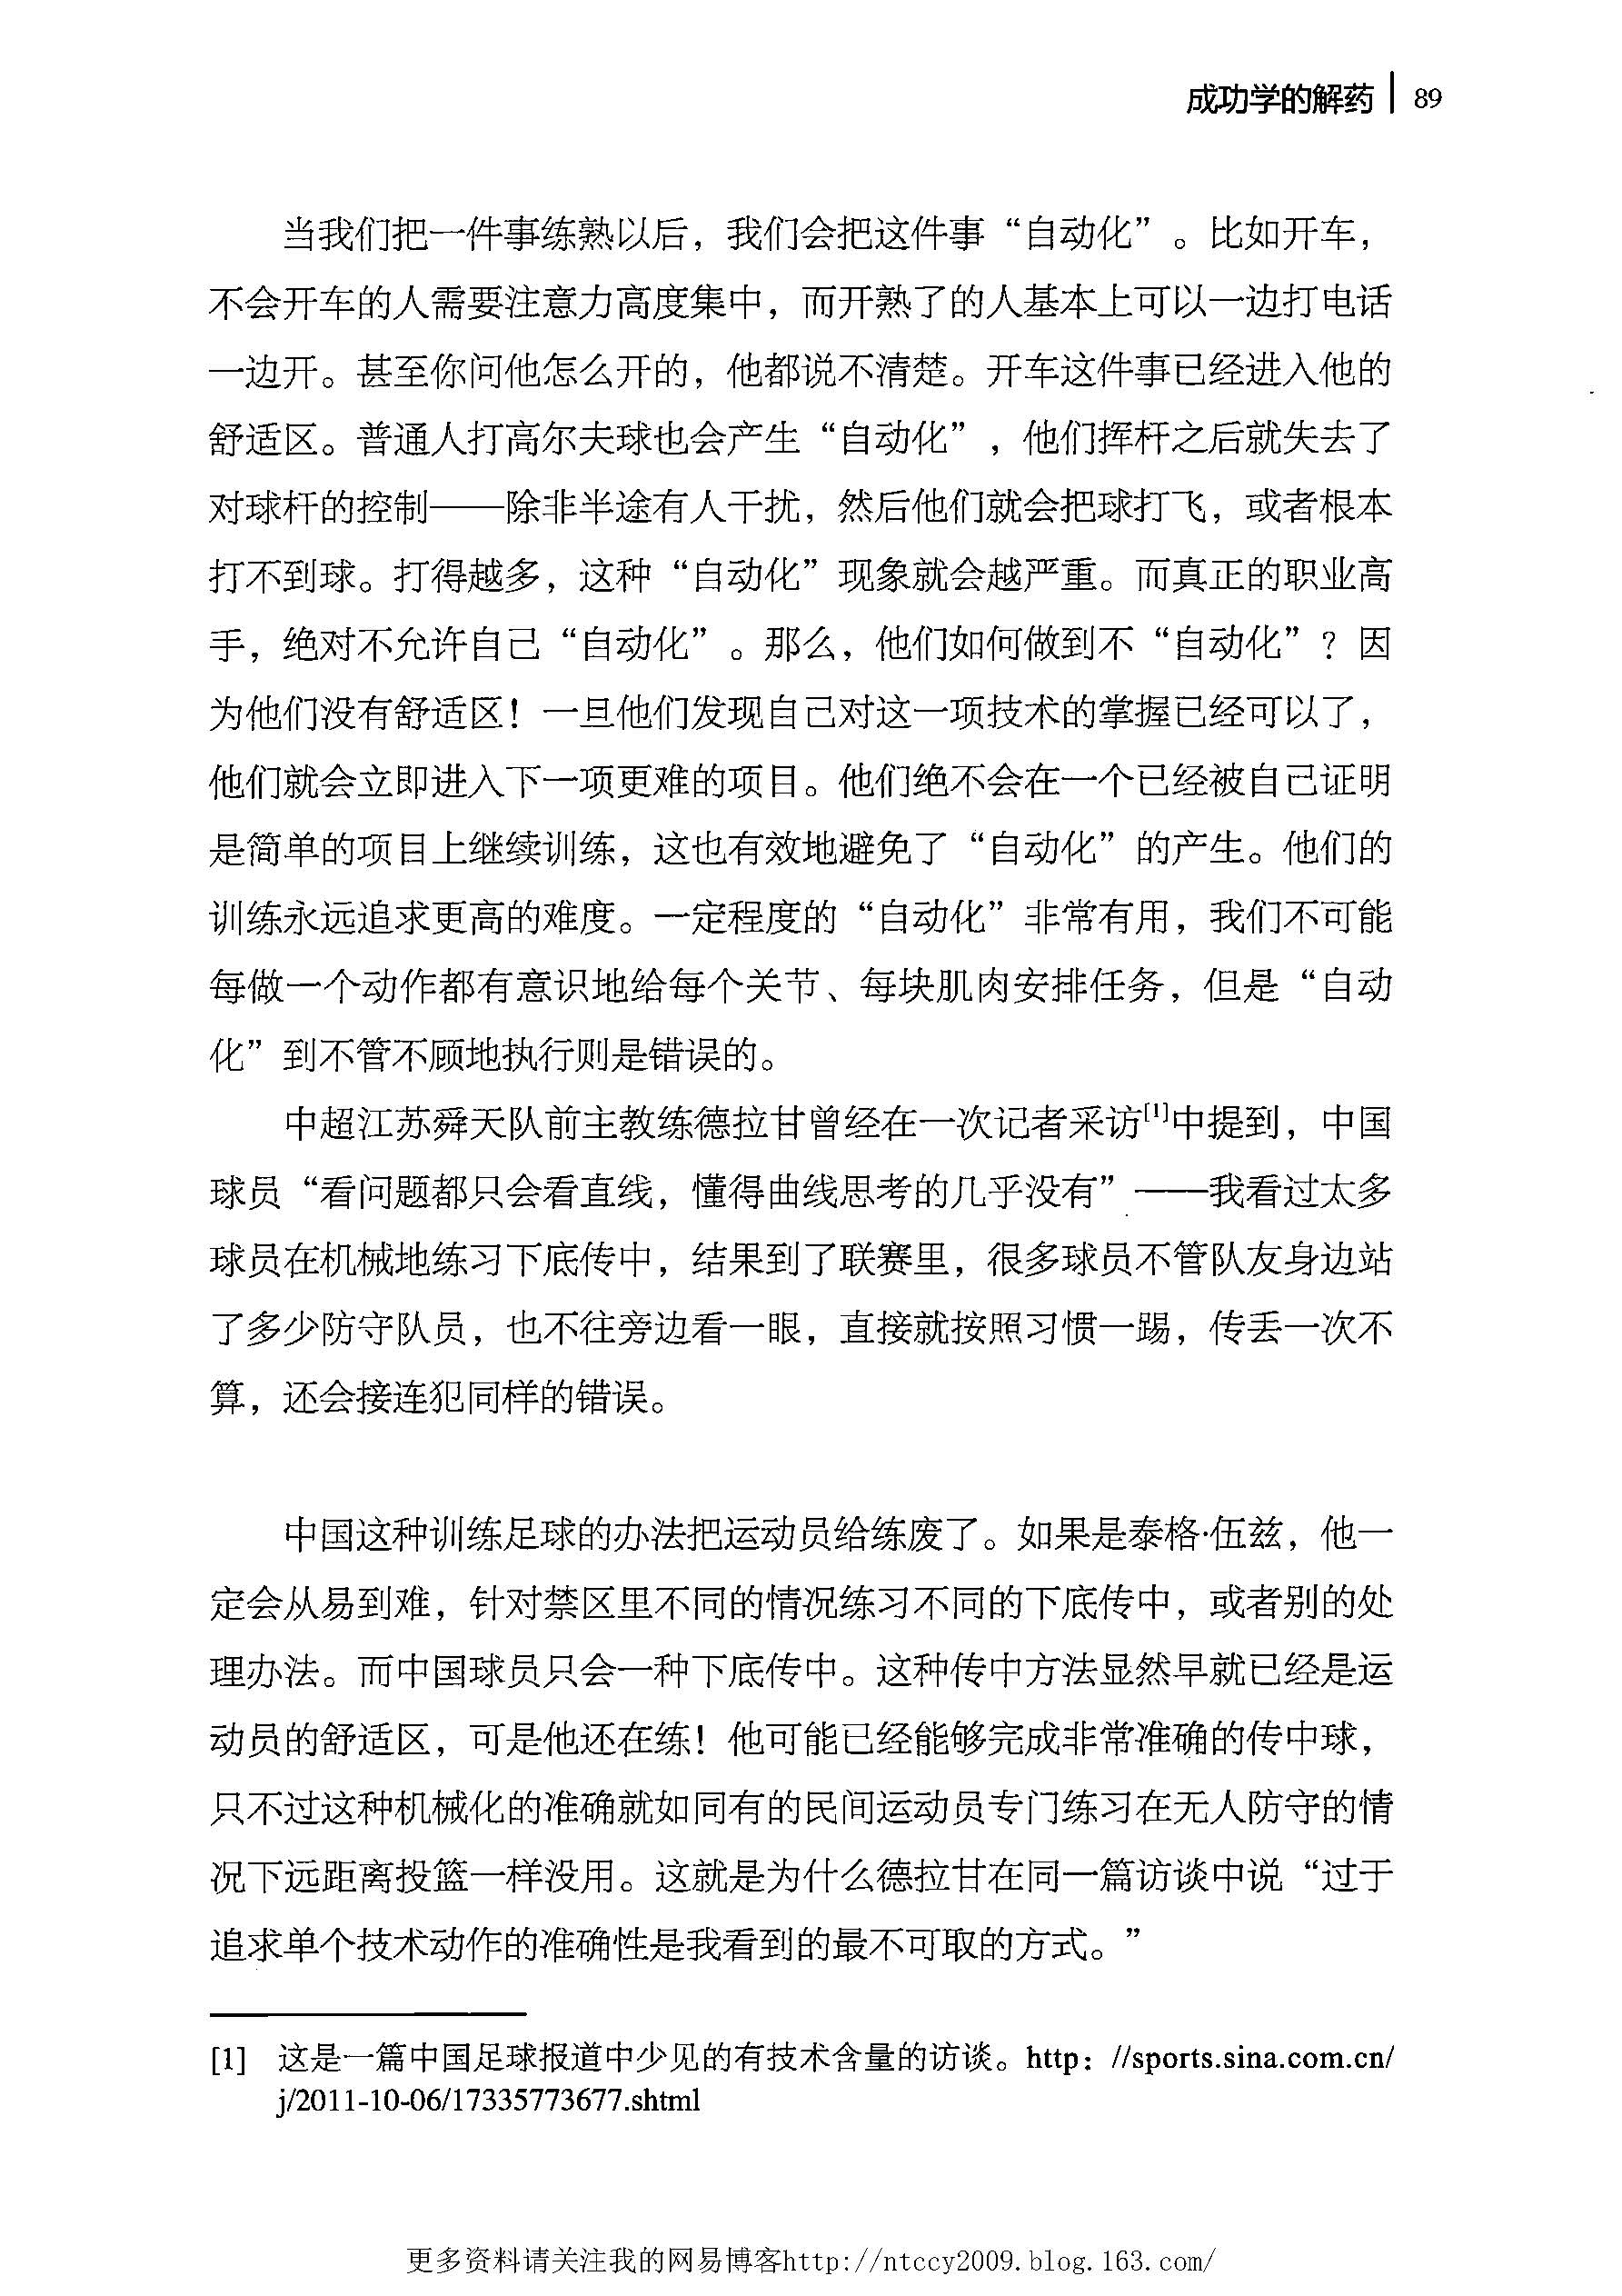 成功学的解药 | 89
当我们把一件事练熟以后，我们会把这件事“自动化”。比如开车，
不会开车的人需要注意力高度集中，而开熟了的人基本上可以一边打电话
一边开。甚至你问他怎么开的，他都说不清楚。开车这件事已经进入他的
舒适区。普通人打高尔夫球也会产生“自动化”，他们挥杆之后就失去了
对球杆的控制——除非半途有人干扰，然后他们就会把球打飞，或者根本
打不到球。打得越多，这种“自动化”现象就会越严重。而真正的职业高
手，绝对不允许自己“自动化”。那么，他们如何做到不“自动化”？因
为他们没有舒适区！一旦他们发现自己对这一项技术的掌握已经可以了，
他们就会立即进入下一项更难的项目。他们绝不会在一个已经被自己证明
是简单的项目上继续训练，这也有效地避免了“自动化”的产生。他们的
训练永远追求更高的难度。一定程度的“自动化”非常有用，我们不可能
每做一个动作都有意识地给每个关节、每块肌肉安排任务，但是“自动
化”到不管不顾地执行则是错误的。
中超江苏舜天队前主教练德拉甘曾经在一次记者采访[1]中提到，中国
球员“看问题都只会看直线，懂得曲线思考的几乎没有”——我看过太多
球员在机械地练习下底传中，结果到了联赛里，很多球员不管队友身边站
了多少防守队员，也不往旁边看一眼，直接就按照习惯一踢，传丢一次不
算，还会接连犯同样的错误。
中国这种训练足球的办法把运动员给练废了。如果是泰格·伍兹，他一
定会从易到难，针对禁区里不同的情况练习不同的下底传中，或者别的处
理办法。而中国球员只会一种下底传中。这种传中方法显然早就已经是运
动员的舒适区，可是他还在练！他可能已经能够完成非常准确的传中球，
只不过这种机械化的准确就如同有的民间运动员专门练习在无人防守的情
况下远距离投篮一样没用。这就是为什么德拉甘在同一篇访谈中说“过于
追求单个技术动作的准确性是我看到的最不可取的方式。”
[1] 这是一篇中国足球报道中少见的有技术含量的访谈。http：//sports.sina.com.cn/
j/2011-10-06/17335773677.shtml
更多资料请关注我的网易博客http://ntccy2009.blog.163.com/